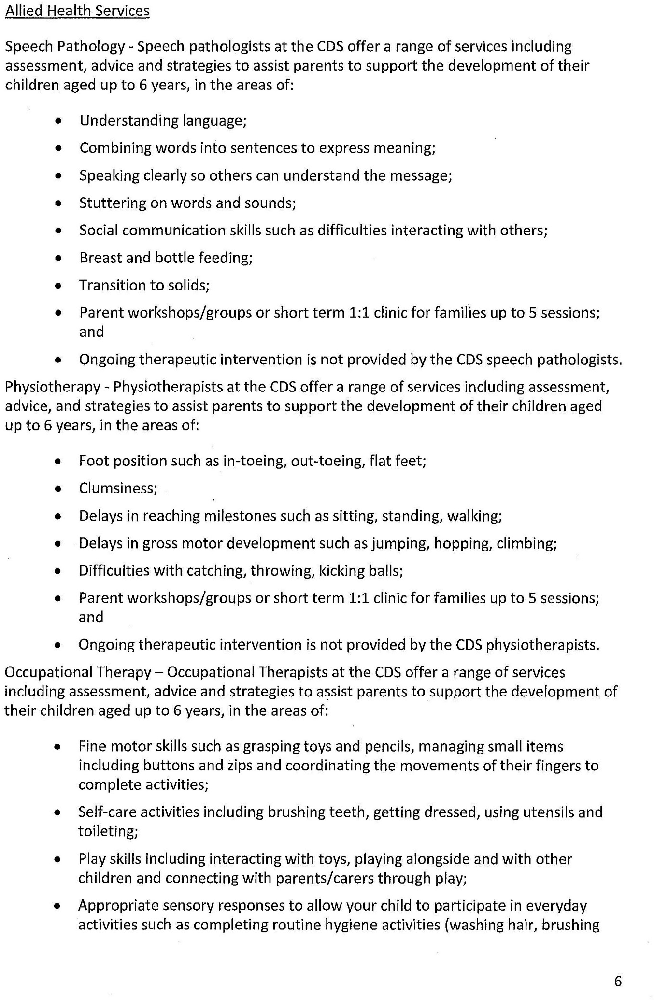 Allied Health Services
Speech Pathology - Speech pathologists at the CDS offer a range of services including
assessment, advice and strategies to assist parents to support the development of their
children aged up to 6 years, in the areas of:
• Understanding language;
• Combining words into sentences to express meaning;
• Speaking clearly so others can understand the message;
• Stuttering on words and sounds;
• Social communication skills such as difficulties interacting with others;
• Breast and bottle feeding;
• Transition to solids;
• Parent workshops/groups or short term 1:1 clinic for families up to 5 sessions;
and
• Ongoing therapeutic intervention is not provided by the CDS speech pathologists.
Physiotherapy - Physiotherapists at the CDS offer a range of services including assessment,
advice, and strategies to assist parents to support the development of their children aged
up to 6 years, in the areas of:
• Foot position such as in-toeing, out-toeing, flat feet;
• Clumsiness;
• Delays in reaching milestones such as sitting, standing, walking;
• Delays in gross motor development such as jumping, hopping, climbing;
• Difficulties with catching, throwing, kicking balls;
• Parent workshops/groups or short term 1:1 clinic for families up to 5 sessions;
and
• Ongoing therapeutic intervention is not provided by the CDS physiotherapists.
Occupational Therapy – Occupational Therapists at the CDS offer a range of services
including assessment, advice and strategies to assist parents to support the development of
their children aged up to 6 years, in the areas of:
• Fine motor skills such as grasping toys and pencils, managing small items
including buttons and zips and coordinating the movements of their fingers to
complete activities;
• Self-care activities including brushing teeth, getting dressed, using utensils and
toileting;
• Play skills including interacting with toys, playing alongside and with other
children and connecting with parents/carers through play;
• Appropriate sensory responses to allow your child to participate in everyday
activities such as completing routine hygiene activities (washing hair, brushing
6